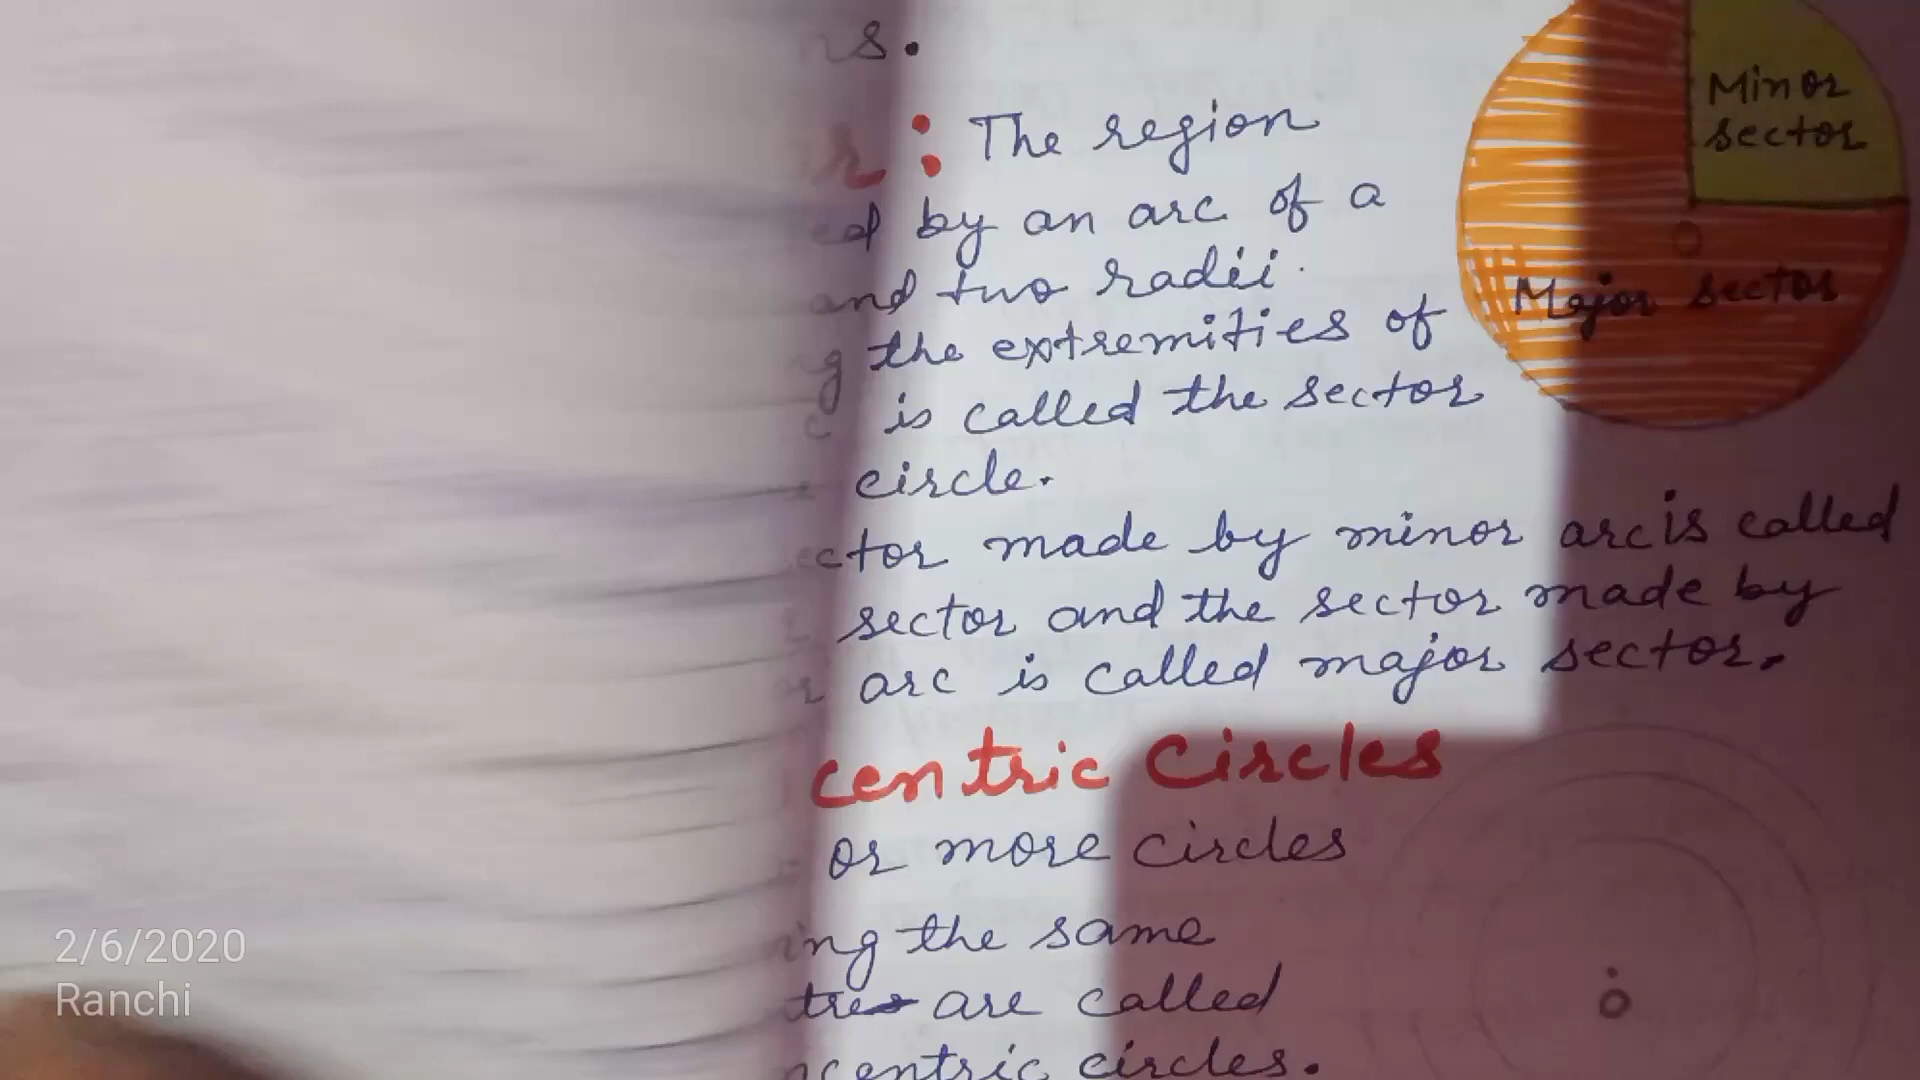 s.
: The region
by an arc of a
and two radii
the extremities of
is called the sector
circle.
made by minor arc is called
sector and the sector made by
arc is called major sector.
centric circles
or more circles
the same
are called
circles.
Minor
sector
Major sector
O
O
2/6/2020
Ranchi